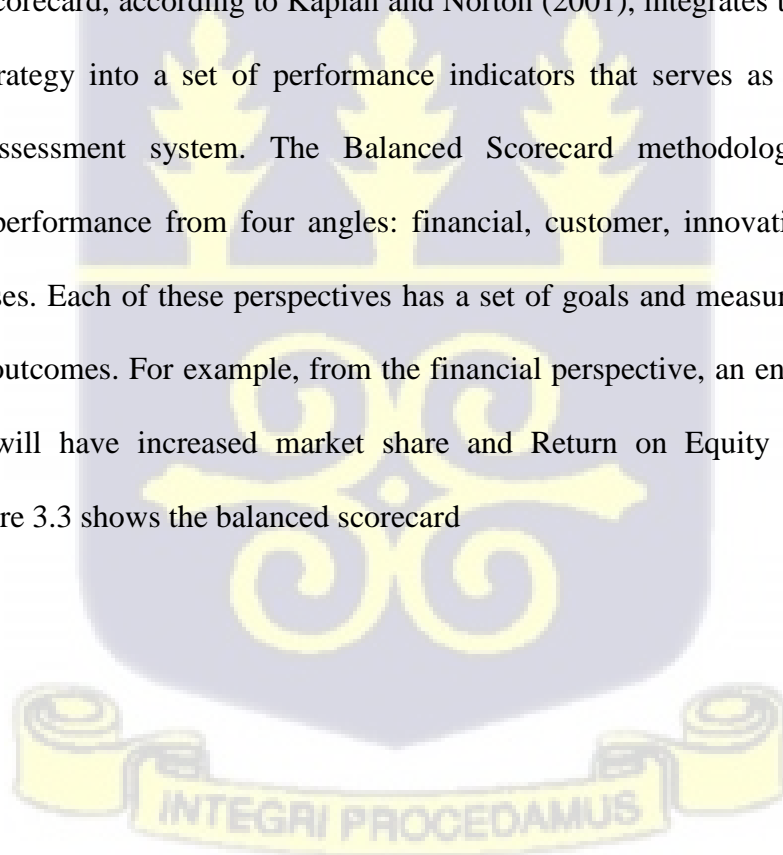 corecard, according to Kaplan and Norton (2001), integrates t
rategy into a set of performance indicators that serves as
ssessment system. The Balanced Scorecard methodolog
performance from four angles: financial, customer, innovati
ses. Each of these perspectives has a set of goals and measur
outcomes. For example, from the financial perspective, an en
will have increased market share and Return on Equity
re 3.3 shows the balanced scorecard
INTEGRI PROCEDAMUS